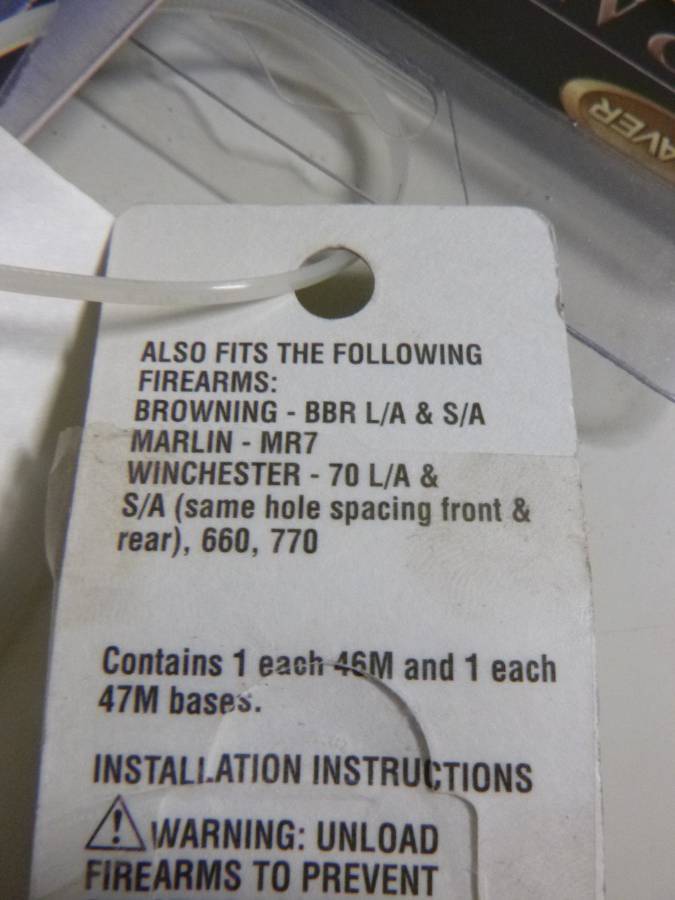 AVER
ALSO FITS THE FOLLOWING
FIREARMS:
BROWNING - BBR L/A & S/A
MARLIN - MR7
WINCHESTER - 70 L/A &
S/A (same hole spacing front &
rear), 660, 770
Contains 1 each 46M and 1 each
47M bases.
INSTALLATION INSTRUCTIONS
WARNING: UNLOAD
FIREARMS TO PREVENT